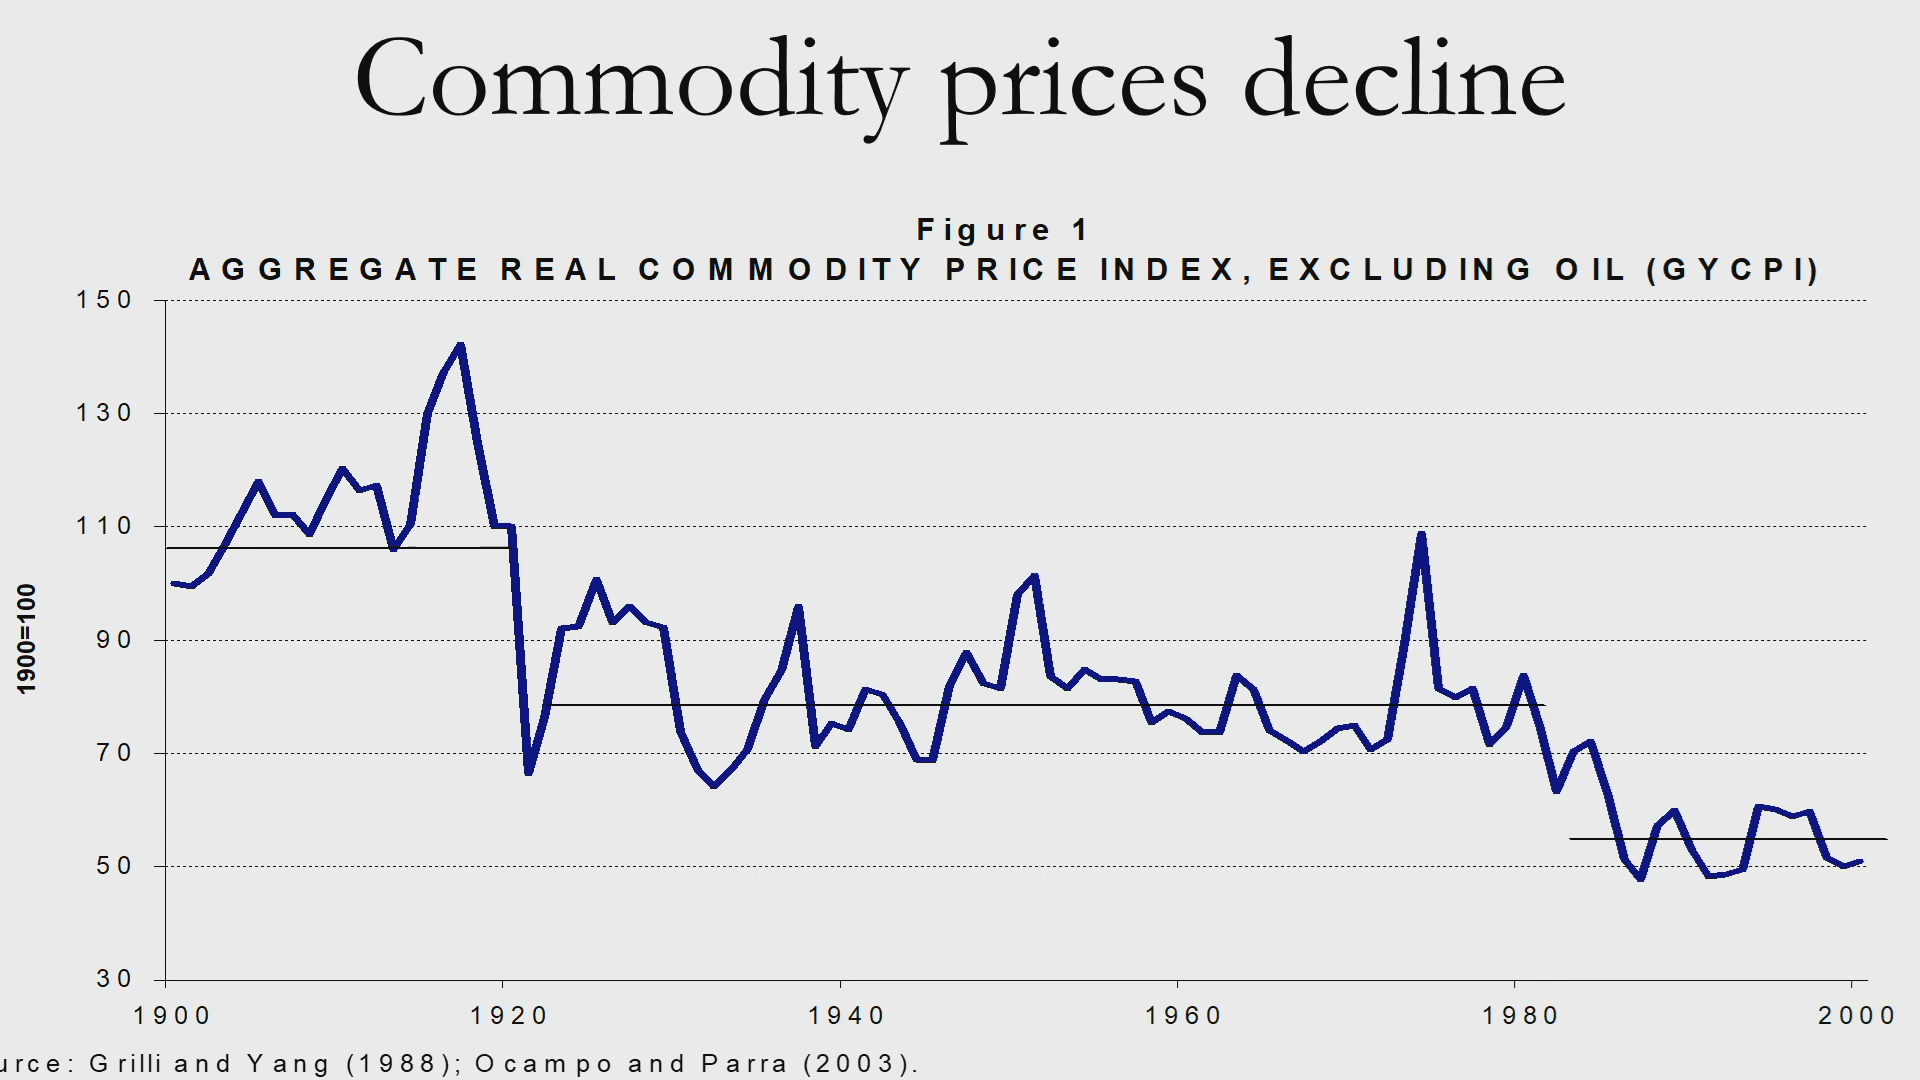 Commodity prices decline
Figure 1
AGGREGATE REAL COMMODITY PRICE INDEX, EXCLUDING OIL (GYCPI)
150
130
110
90
70
50
30
1900=100
1900 1920 1940 1960 1980 2000
urce: Grilli and Yang (1988); Ocampo and Parra (2003).